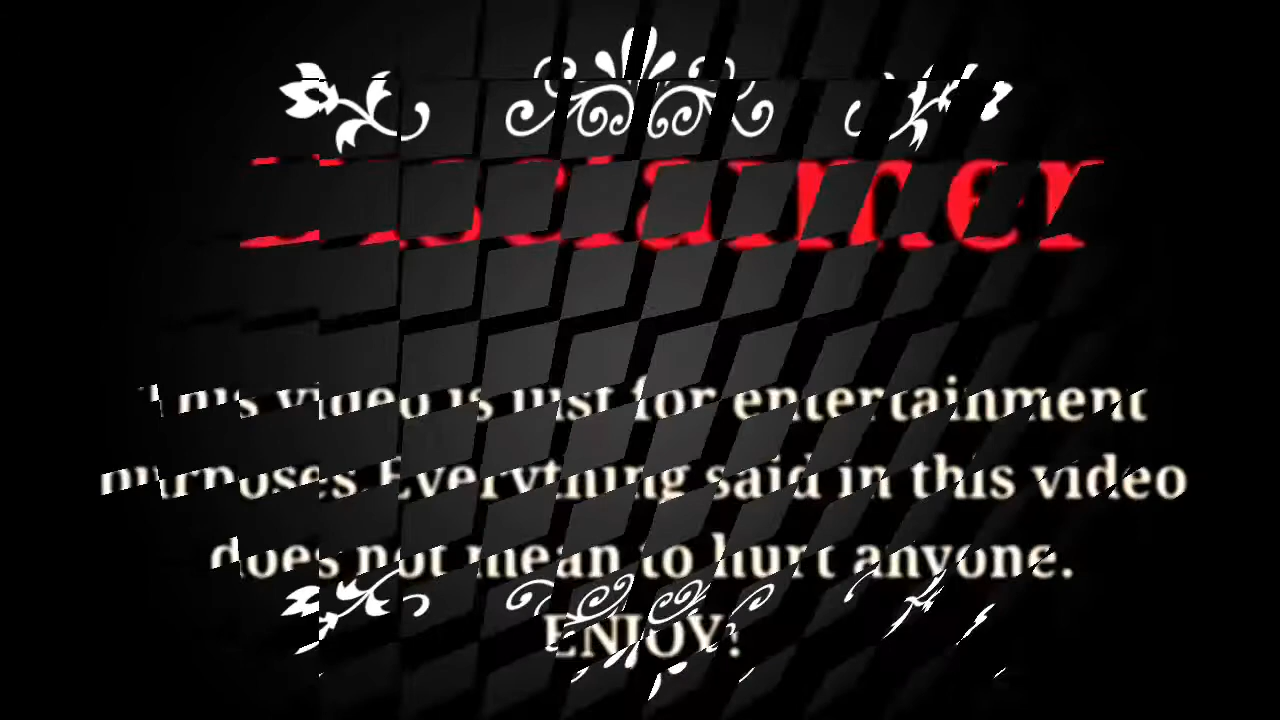 Disclaimer
This video is just for entertainment
purposes Everything said in this video
does not mean to hurt anyone.
ENJOY!